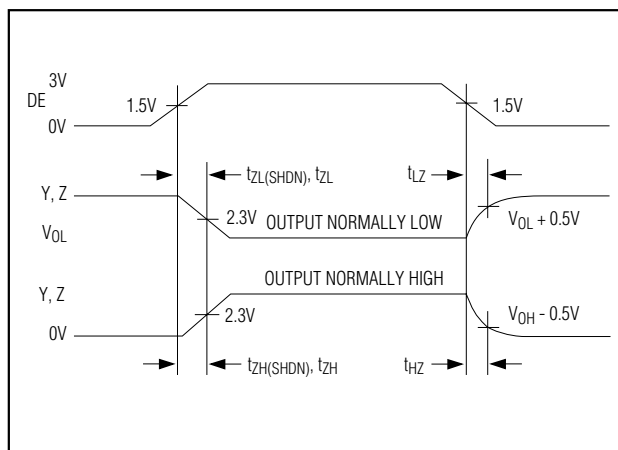 3V
DE
1.5V
1.5V
0V
tZL(SHDN), tZL
tLZ
Y, Z
2.3V
OUTPUT NORMALLY LOW
VOL + 0.5V
VOL
OUTPUT NORMALLY HIGH
Y, Z
2.3V
VOH - 0.5V
0V
tZH(SHDN), tZH
tHZ